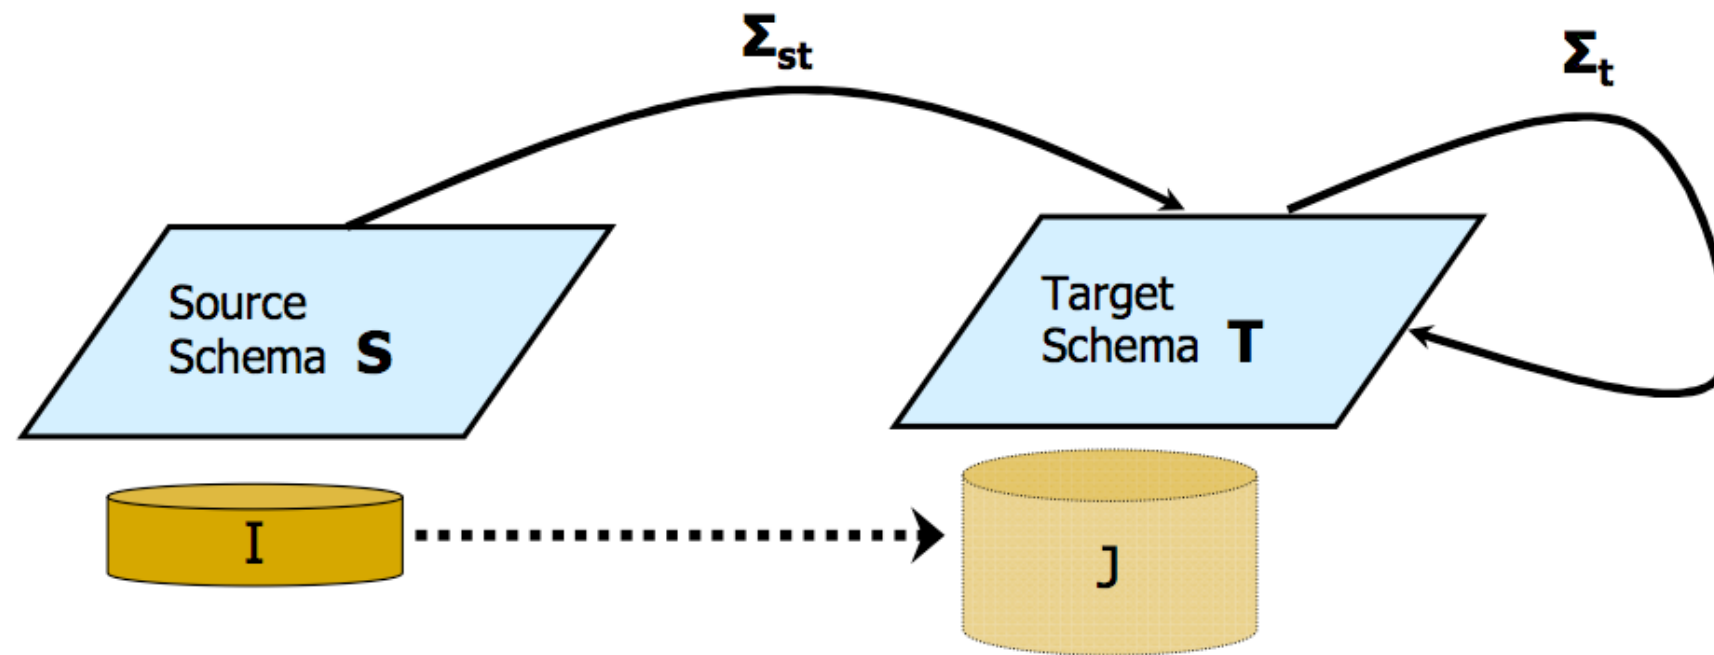 Σst
Σt
Source
Schema S
Target
Schema T
I
J